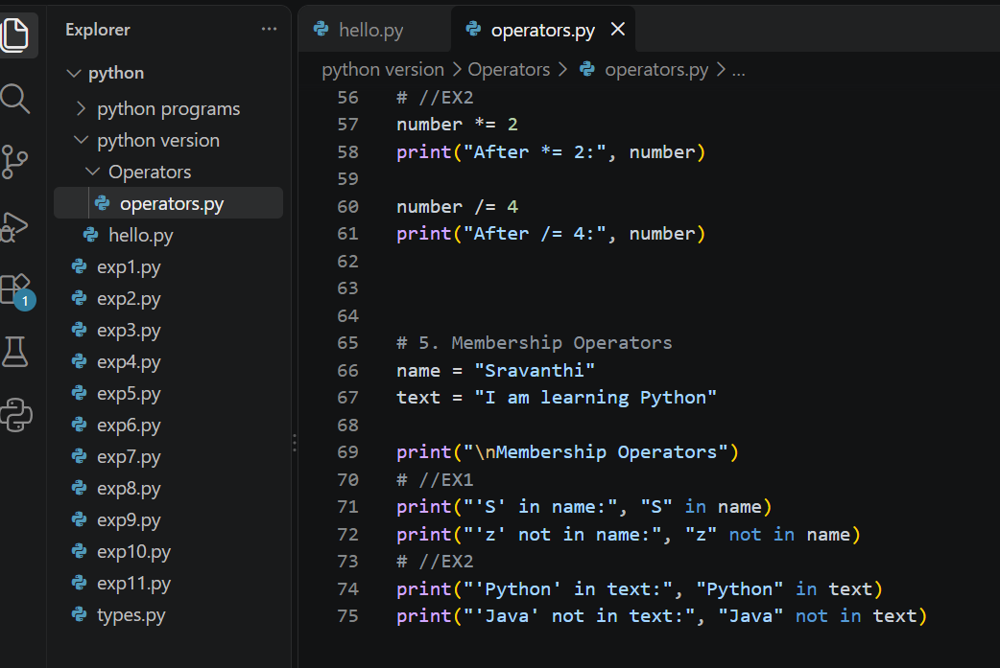 Explorer ...
python
python programs
python version
Operators
operators.py
hello.py
exp1.py
exp2.py
exp3.py
exp4.py
exp5.py
exp6.py
exp7.py
exp8.py
exp9.py
exp10.py
exp11.py
types.py
1
hello.py operators.py
python version > Operators > operators.py > ...
56 # //EX2
57 number *= 2
58 print("After *= 2:", number)
59
60 number /= 4
61 print("After /= 4:", number)
62
63
64
65 # 5. Membership Operators
66 name = "Sravanthi"
67 text = "I am learning Python"
68
69 print("\nMembership Operators")
70 # //EX1
71 print("'S' in name:", "S" in name)
72 print("'z' not in name:", "z" not in name)
73 # //EX2
74 print("'Python' in text:", "Python" in text)
75 print("'Java' not in text:", "Java" not in text)